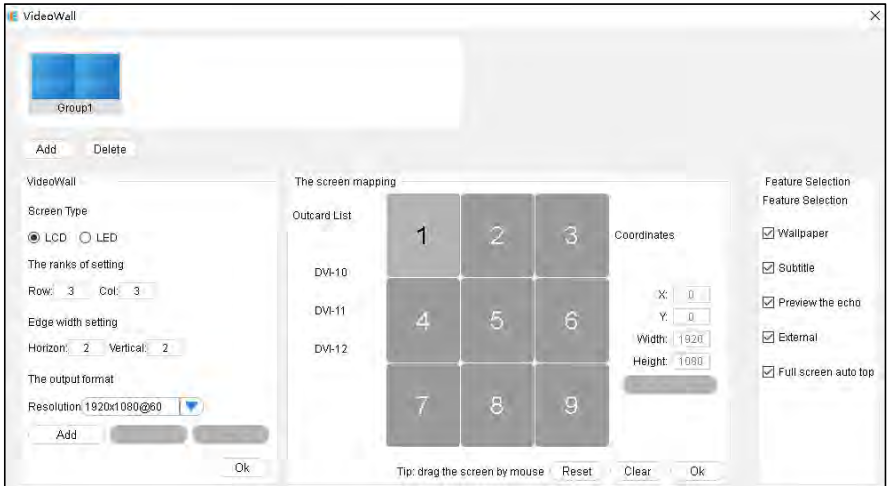 VideoWall
Group1
Add Delete
VideoWall
Screen Type
LCD LED
The ranks of setting
Row: 3 Col: 3
Edge width setting
Horizon: 2 Vertical: 2
The output format
Resolution 1920x1080@60
Add
Ok
The screen mapping
Outcard List
DVI-10
DVI-11
DVI-12
1 2 3
4 5 6
7 8 9
Coordinates
X: 0
Y: 0
Width: 1920
Height: 1080
Tip: drag the screen by mouse Reset Clear Ok
Feature Selection
Feature Selection
Wallpaper
Subtitle
Preview the echo
External
Full screen auto top